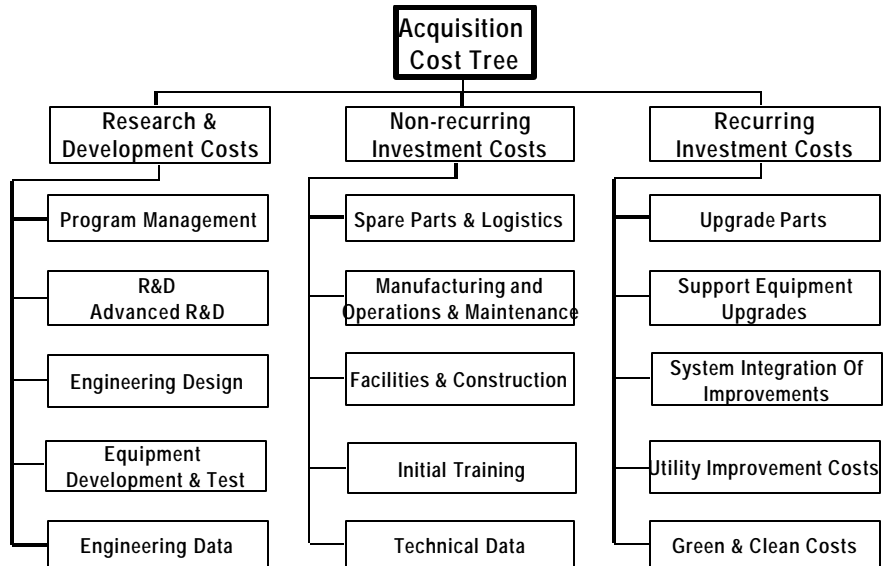 Acquisition
Cost Tree
Research &
Development Costs
Non-recurring
Investment Costs
Recurring
Investment Costs
Program Management
Spare Parts & Logistics
Upgrade Parts
R&D
Advanced R&D
Manufacturing and
Operations & Maintenance
Support Equipment
Upgrades
Engineering Design
Facilities & Construction
System Integration Of
Improvements
Equipment
Development & Test
Initial Training
Utility Improvement Costs
Engineering Data
Technical Data
Green & Clean Costs